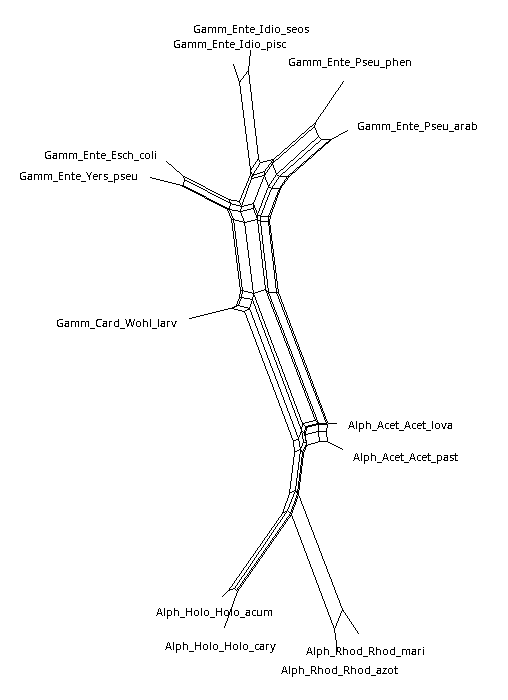 Gamm_Ente_Idio_seos
Gamm_Ente_Idio_pisc
Gamm_Ente_Pseu_phen
Gamm_Ente_Pseu_arab
Gamm_Ente_Esch_coli
Gamm_Ente_Yers_pseu
Gamm_Card_Wohl_larv
Alph_Acet_Acet_lova
Alph_Acet_Acet_past
Alph_Holo_Holo_acum
Alph_Holo_Holo_cary
Alph_Rhod_Rhod_mari
Alph_Rhod_Rhod_azot